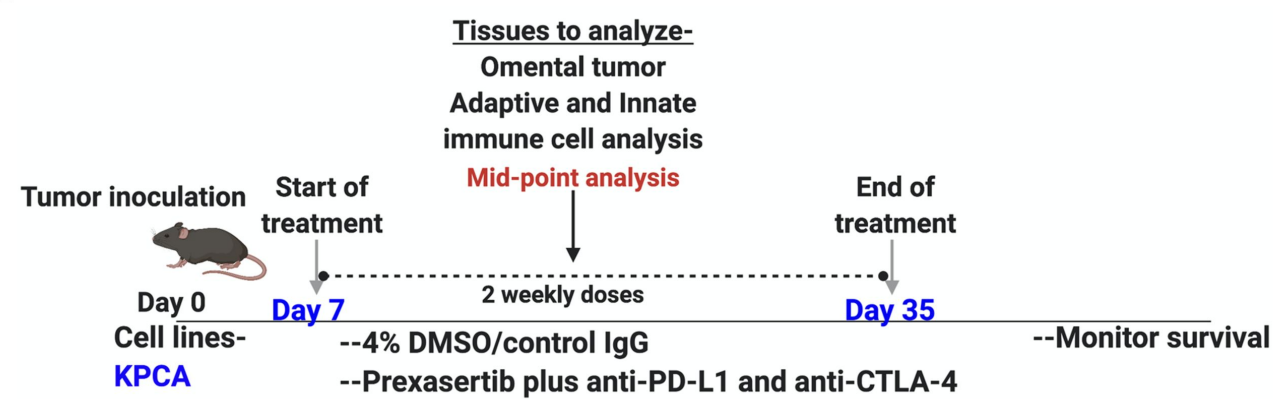 Tissues to analyze-
Omental tumor
Adaptive and Innate
immune cell analysis
Mid-point analysis
Tumor inoculation
Start of
treatment
End of
treatment
Day 0
Day 7
2 weekly doses
Day 35
Cell lines-
KPCA
--4% DMSO/control IgG
--Prexasertib plus anti-PD-L1 and anti-CTLA-4
--Monitor survival